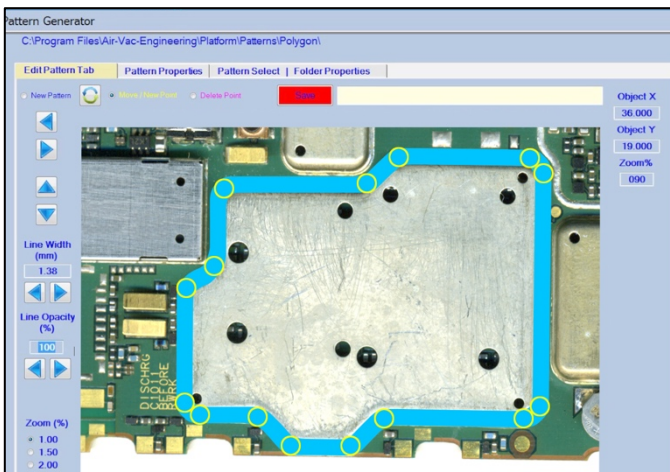 Pattern Generator
C:\Program Files\Air-Vac-Engineering\Platform\Patterns\Polygon\
Edit Pattern Tab
Pattern Properties
Pattern Select | Folder Properties
New Pattern
Move / New Point
Delete Point
Save
Object X
36.000
Object Y
19.000
Zoom%
090
Line Width
(mm)
1.38
Line Opacity
(%)
100
Zoom (%)
1.00
1.50
2.00
DISCHRG
C1011
BEFORE
RWRK